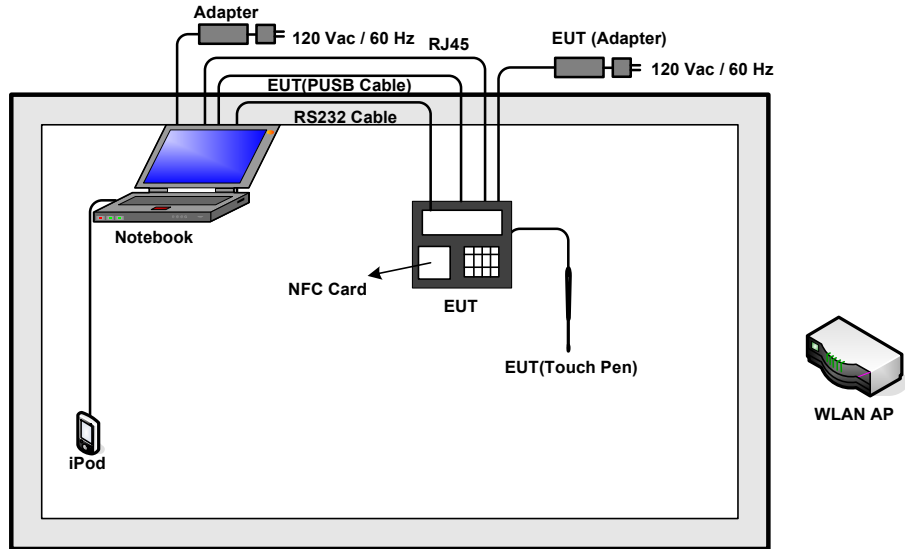 Adapter
120 Vac / 60 Hz
RJ45
EUT (Adapter)
120 Vac / 60 Hz
EUT(PUSB Cable)
RS232 Cable
Notebook
NFC Card
EUT
EUT(Touch Pen)
WLAN AP
iPod